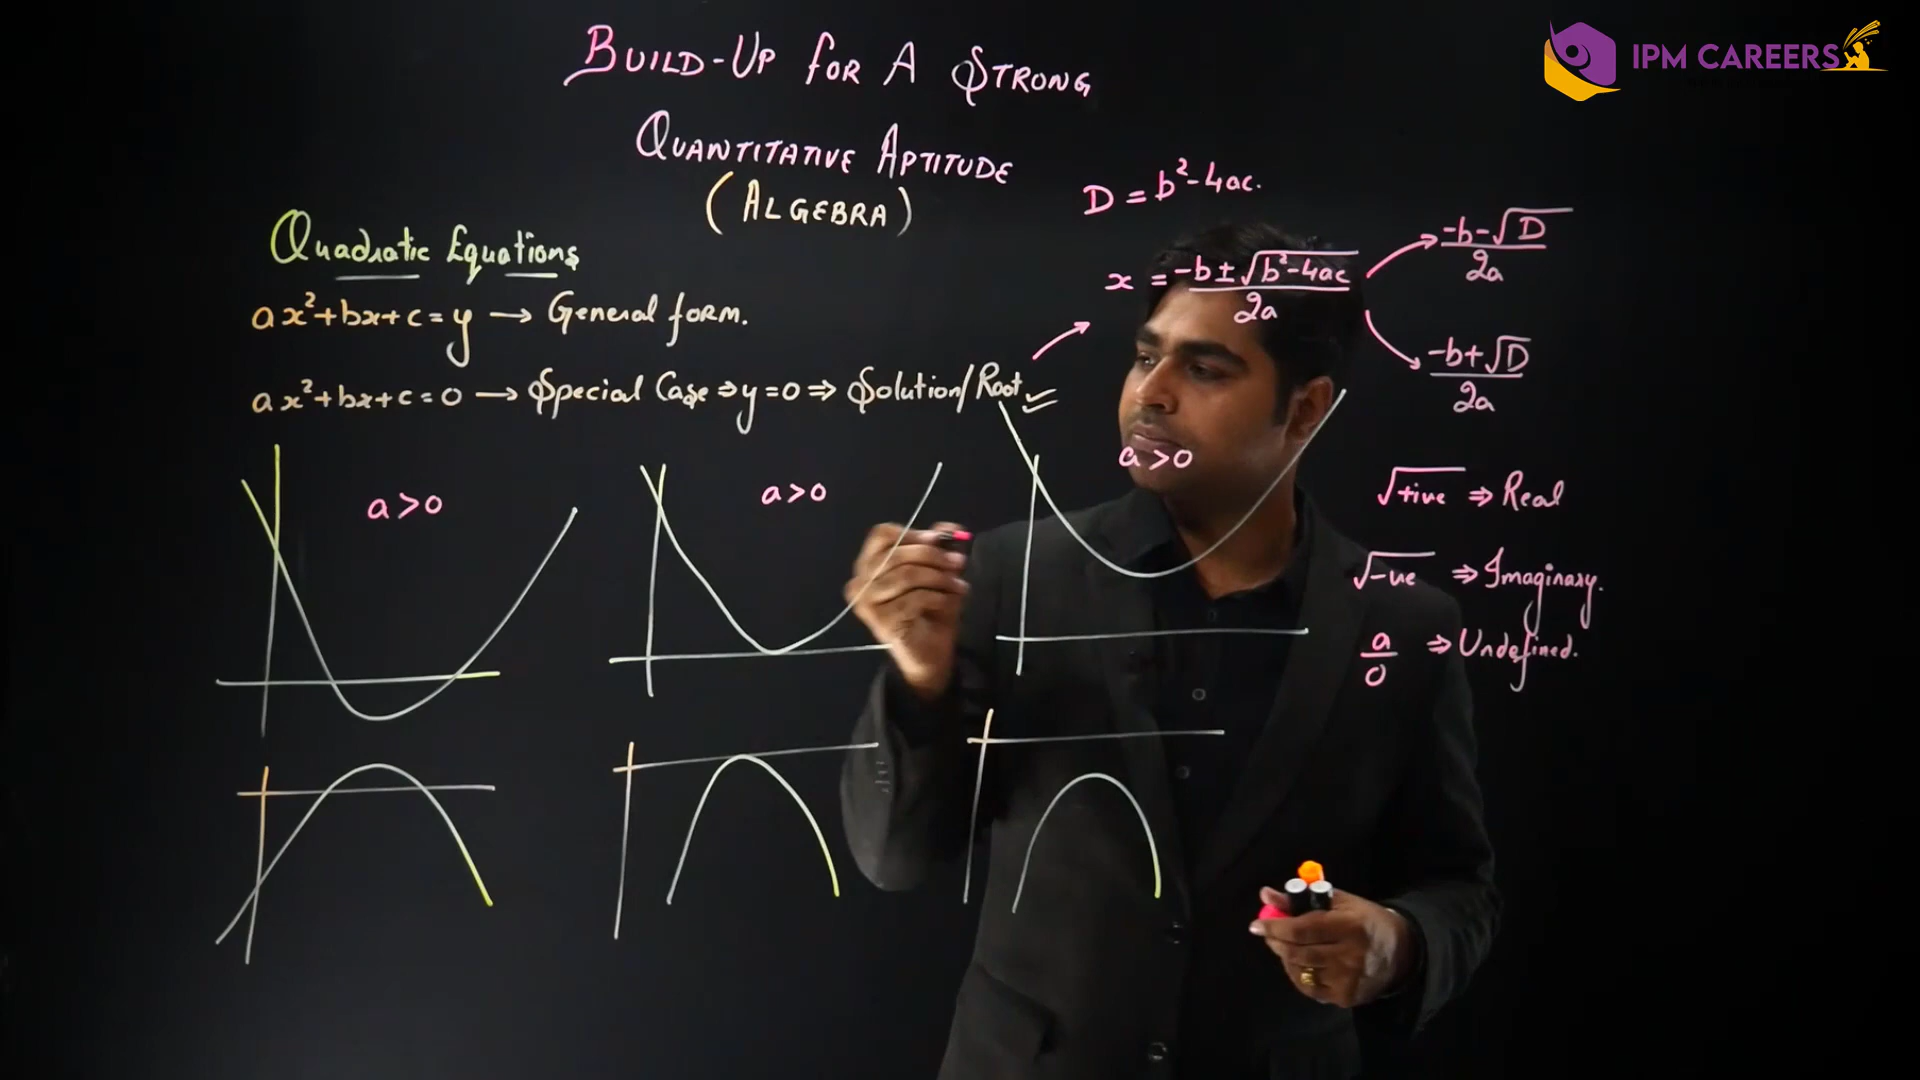 BUILD-UP FOR A STRONG
QUANTITATIVE APTITUDE
(ALGEBRA)
IPM CAREERS
Quadratic Equations
ax²+bx+c=y → General form.
ax²+bx+c=0 → Special Case ⇒ y=0 ⇒ Solution/Root ✓
D = b²-4ac.
x = -b±√b²-4ac / 2a
-b-√D / 2a
-b+√D / 2a
a>0
a>0
a>0
√+ive ⇒ Real
√-ve ⇒ Imaginary.
a/0 ⇒ Undefined.